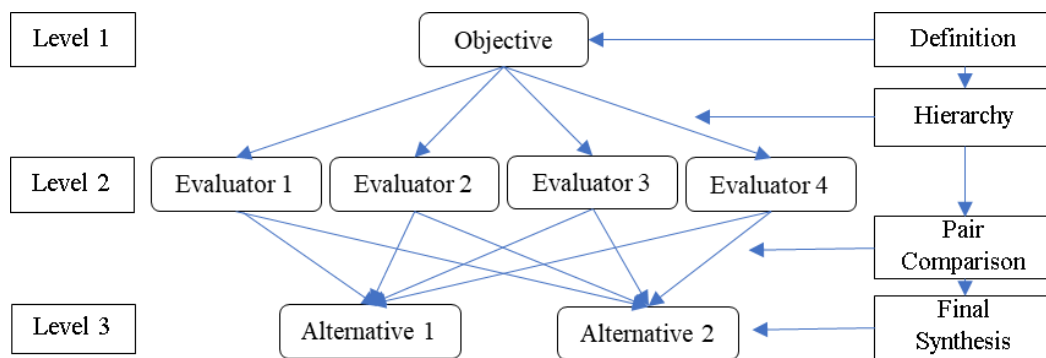 Level 1
Objective
Definition
Hierarchy
Level 2
Evaluator 1
Evaluator 2
Evaluator 3
Evaluator 4
Pair
Comparison
Level 3
Alternative 1
Alternative 2
Final
Synthesis